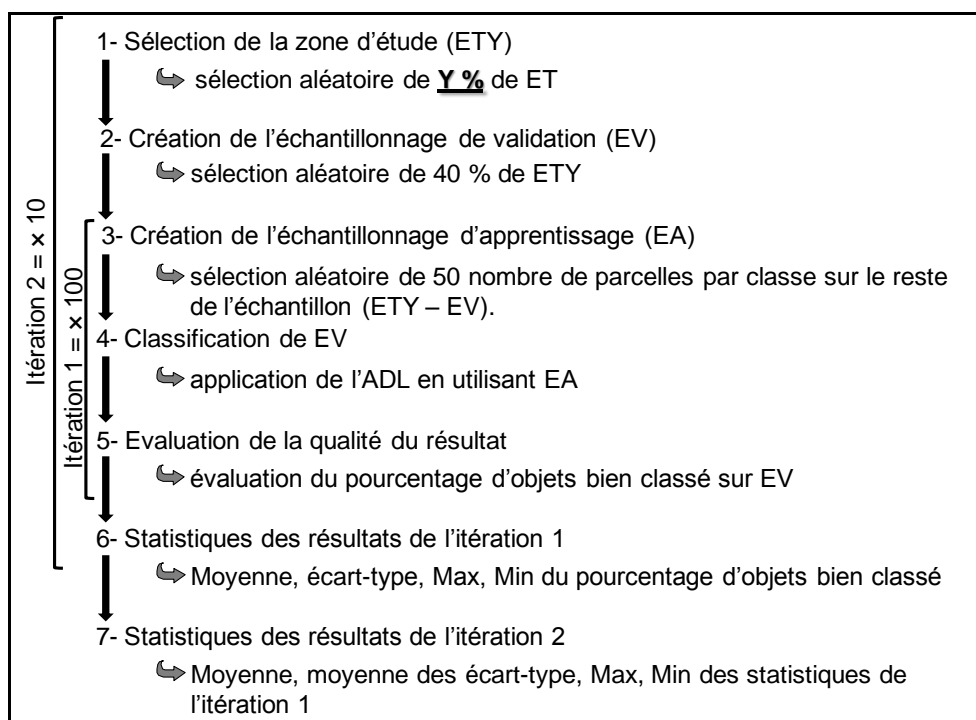 1- Sélection de la zone d'étude (ETY)
sélection aléatoire de Y % de ET
2- Création de l'échantillonnage de validation (EV)
sélection aléatoire de 40 % de ETY
3- Création de l'échantillonnage d'apprentissage (EA)
sélection aléatoire de 50 nombre de parcelles par classe sur le reste
de l'échantillon (ETY – EV).
4- Classification de EV
application de l'ADL en utilisant EA
5- Evaluation de la qualité du résultat
évaluation du pourcentage d'objets bien classé sur EV
6- Statistiques des résultats de l'itération 1
Moyenne, écart-type, Max, Min du pourcentage d'objets bien classé
7- Statistiques des résultats de l'itération 2
Moyenne, moyenne des écart-type, Max, Min des statistiques de
l'itération 1
Itération 2 = × 10
Itération 1 = × 100